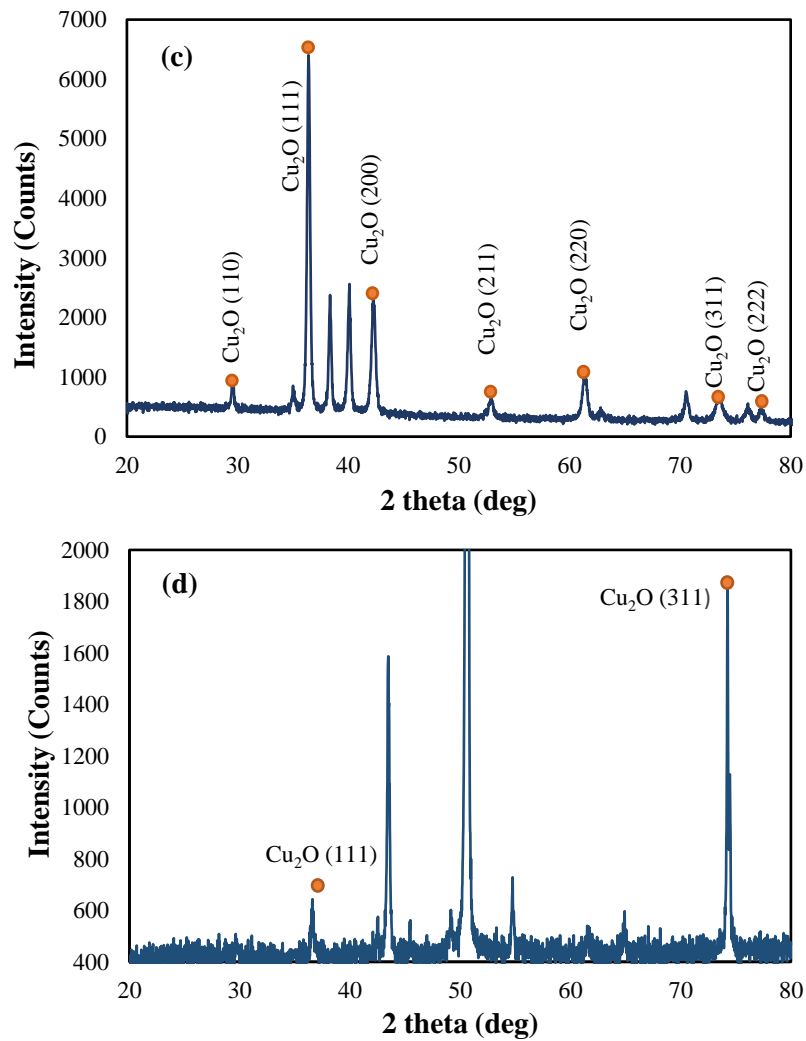 (c)
7000
6000
5000
4000
3000
2000
1000
0
Intensity (Counts)
Cu₂O (110)
Cu₂O (111)
Cu₂O (200)
Cu₂O (211)
Cu₂O (220)
Cu₂O (311)
Cu₂O (222)
20 30 40 50 60 70 80
2 theta (deg)
(d)
2000
1800
1600
1400
1200
1000
800
600
400
Intensity (Counts)
Cu₂O (111)
Cu₂O (311)
20 30 40 50 60 70 80
2 theta (deg)